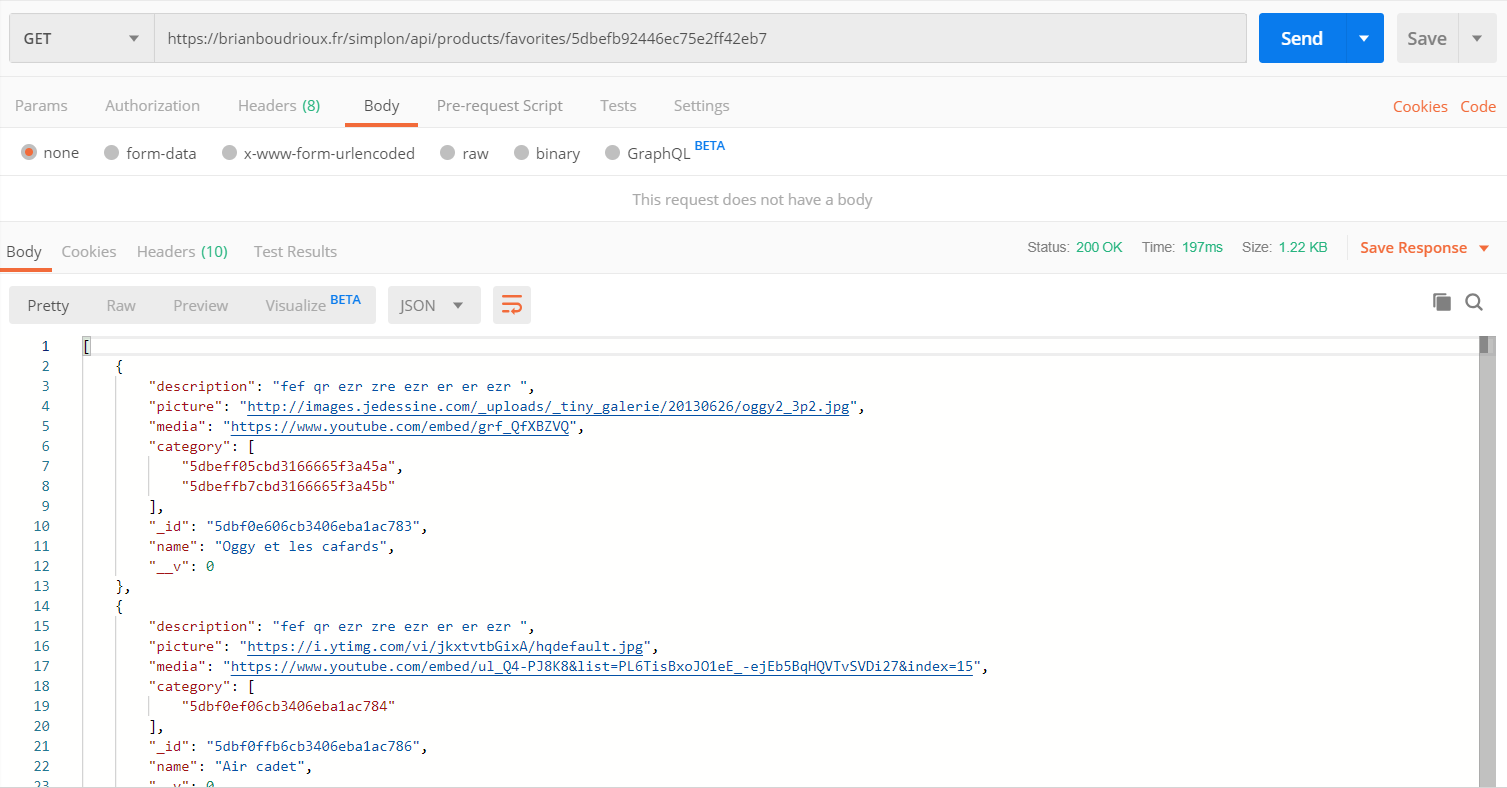 GET https://brianboudrioux.fr/simplon/api/products/favorites/5dbefb92446ec75e2ff42eb7 Send Save
Params Authorization Headers (8) Body Pre-request Script Tests Settings Cookies Code
none form-data x-www-form-urlencoded raw binary GraphQL BETA
This request does not have a body
Body Cookies Headers (10) Test Results Status: 200 OK Time: 197ms Size: 1.22 KB Save Response
Pretty Raw Preview Visualize BETA JSON
1 [
2 {
3 "description": "fef qr ezr zre ezr er er ezr ",
4 "picture": "http://images.jedessine.com/_uploads/_tiny_galerie/20130626/oggy2_3p2.jpg",
5 "media": "https://www.youtube.com/embed/grf_QfXBZVQ",
6 "category": [
7 "5dbeff05cbd3166665f3a45a",
8 "5dbeffb7cbd3166665f3a45b"
9 ],
10 "_id": "5dbf0e606cb3406eba1ac783",
11 "name": "Oggy et les cafards",
12 "__v": 0
13 },
14 {
15 "description": "fef qr ezr zre ezr er er ezr ",
16 "picture": "https://i.ytimg.com/vi/jkxtvtbGixA/hqdefault.jpg",
17 "media": "https://www.youtube.com/embed/ul_Q4-PJ8K8&list=PL6TisBxoJO1eE_-ejEb5BqHQVTvSVDi27&index=15",
18 "category": [
19 "5dbf0ef06cb3406eba1ac784"
20 ],
21 "_id": "5dbf0ffb6cb3406eba1ac786",
22 "name": "Air cadet",
23 "__v": 0